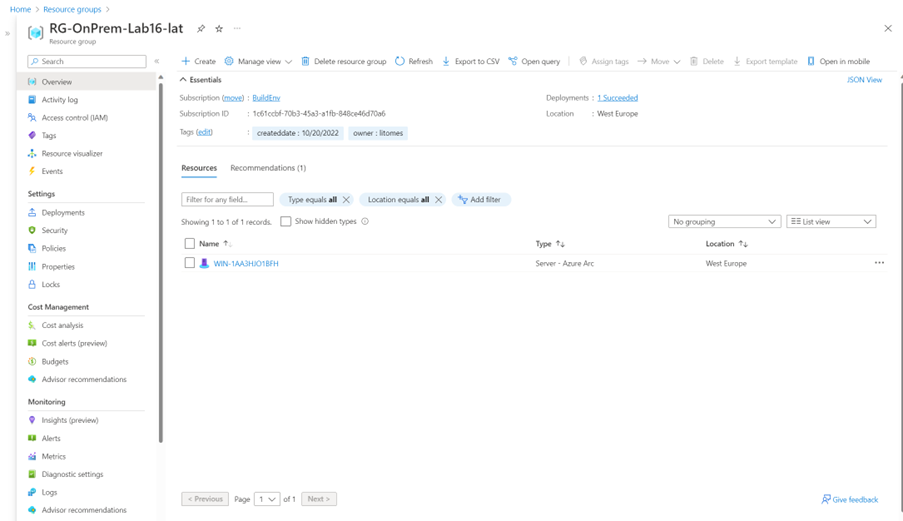 Home > Resource groups >
RG-OnPrem-Lab16-lat
Resource group
Search
Overview
Activity log
Access control (IAM)
Tags
Resource visualizer
Events
Settings
Deployments
Security
Policies
Properties
Locks
Cost Management
Cost analysis
Cost alerts (preview)
Budgets
Advisor recommendations
Monitoring
Insights (preview)
Alerts
Metrics
Diagnostic settings
Logs
Advisor recommendations
Create Manage view Delete resource group Refresh Export to CSV Open query Assign tags Move Delete Export template Open in mobile
Essentials JSON View
Subscription (move) : BuildEnv Deployments : 1 Succeeded
Subscription ID : 1c61ccbf-70b3-45a3-a1fb-848ce46d70a6 Location : West Europe
Tags (edit) : createddate : 10/20/2022 owner : litomes
Resources Recommendations (1)
Filter for any field... Type equals all Location equals all Add filter
Showing 1 to 1 of 1 records. Show hidden types No grouping List view
Name Type Location
WIN-1AA3HJO1BFH Server - Azure Arc West Europe
< Previous Page 1 of 1 Next > Give feedback